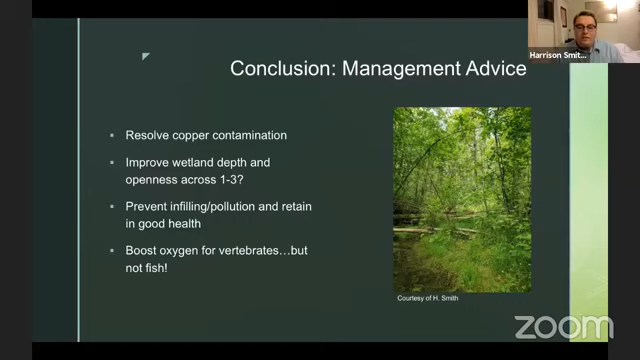 Harrison Smit...
Conclusion: Management Advice
▪ Resolve copper contamination
▪ Improve wetland depth and
openness across 1-3?
▪ Prevent infilling/pollution and retain
in good health
▪ Boost oxygen for vertebrates…but
not fish!
Courtesy of H. Smith
zoom